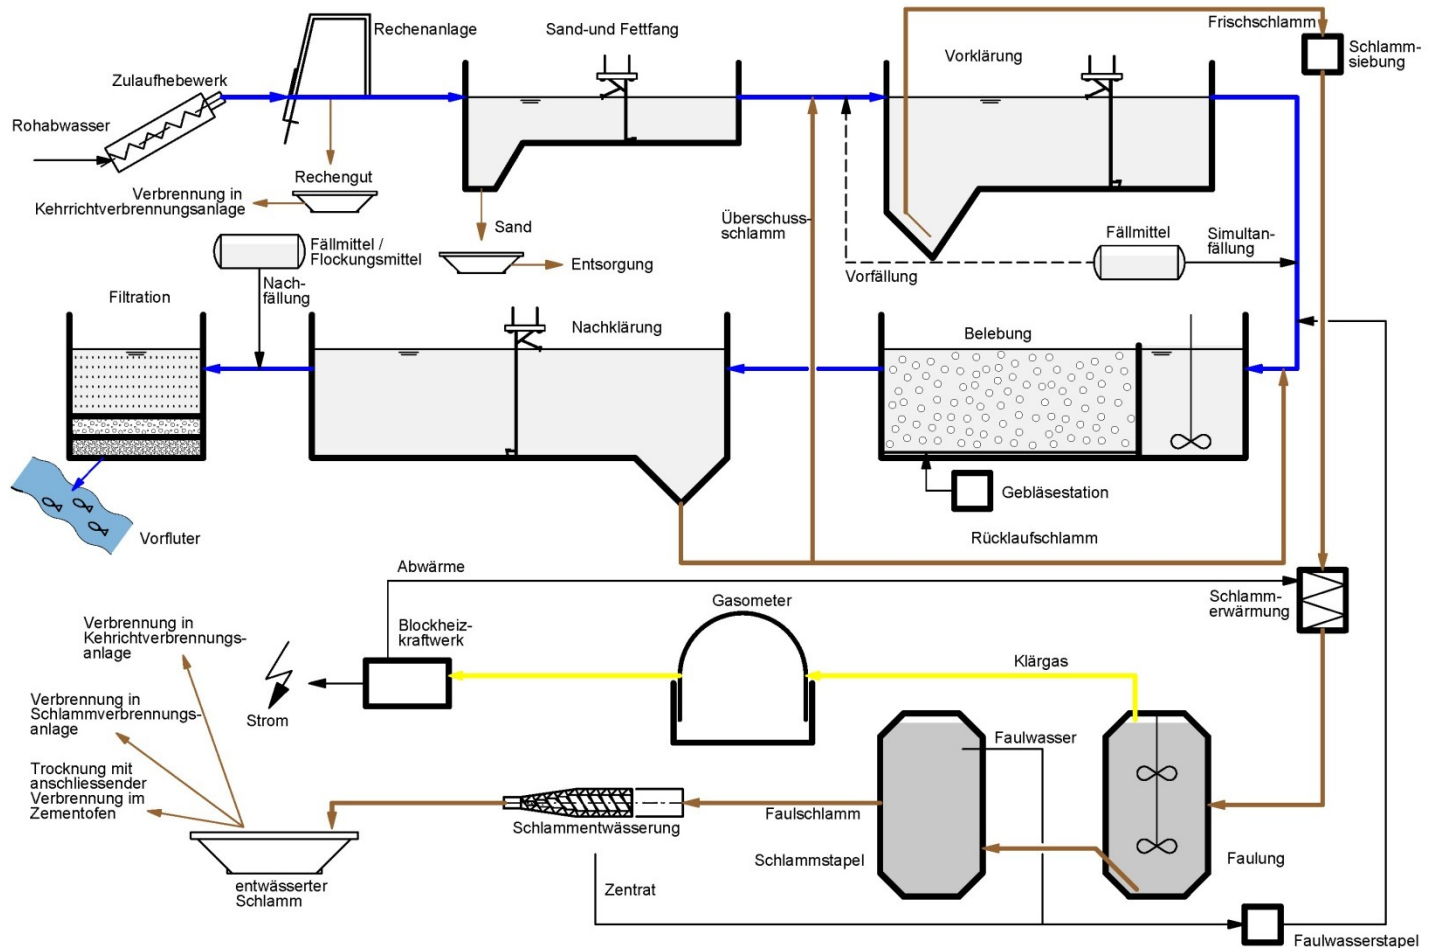 Rechenanlage
Sand-und Fettfang
Frischschlamm
Schlamm-
siebung
Vorklärung
Zulaufhebewerk
Rohabwasser
Rechengut
Verbrennung in
Kehrrichtverbrennungsanlage
Sand
Entsorgung
Überschuss-
schlamm
Fällmittel
Simultan-
fällung
Vorfällung
Fällmittel /
Flockungsmittel
Nach-
fällung
Filtration
Nachklärung
Belebung
Gebläsestation
Vorfluter
Rücklaufschlamm
Abwärme
Schlamm-
erwärmung
Gasometer
Blockheiz-
kraftwerk
Klärgas
Verbrennung in
Kehrichtverbrennungs-
anlage
Strom
Verbrennung in
Schlammverbrennungs-
anlage
Faulwasser
Trocknung mit
anschliessender
Verbrennung im
Zementofen
Faulschlamm
Schlammentwässerung
Schlammstapel
Faulung
entwässerter
Schlamm
Zentrat
Faulwasserstapel